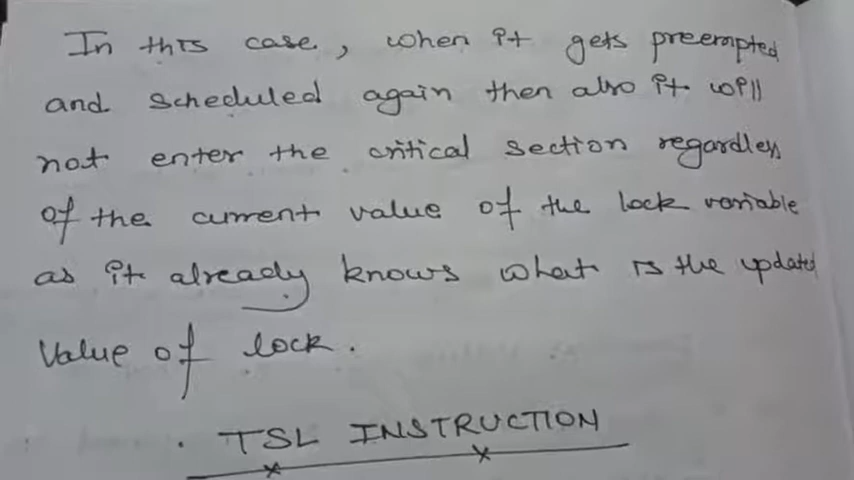 In this case, when it gets preempted
and scheduled again then also it will
not enter the critical section regardless
of the current value of the lock variable
as it already knows what is the updated
value of lock.
. TSL INSTRUCTION